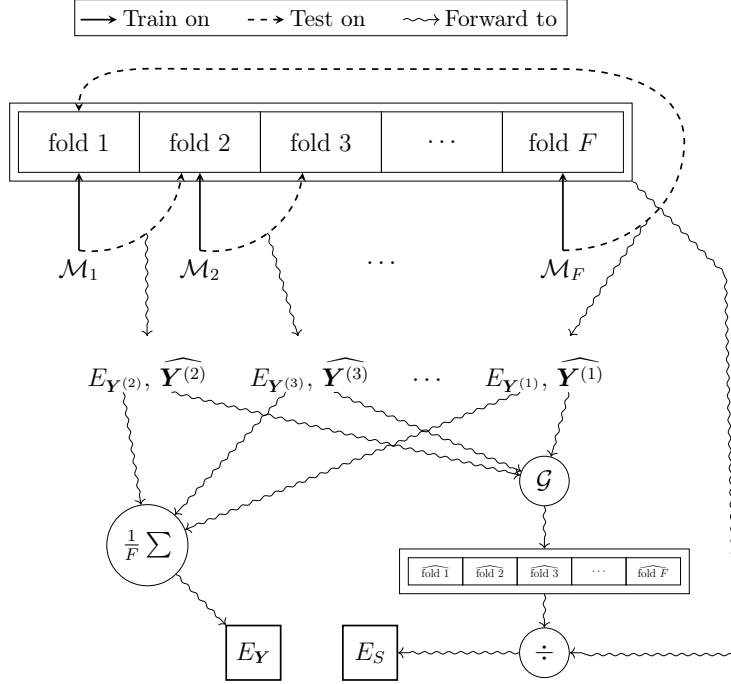 Train on Test on Forward to
fold 1 fold 2 fold 3 ⋯ fold F
ℳ₁ ℳ₂ ⋯ ℳ_F
E_{Y^{(2)}}, \widehat{Y^{(2)}} E_{Y^{(3)}}, \widehat{Y^{(3)}} ⋯ E_{Y^{(1)}}, \widehat{Y^{(1)}}
𝒢
\frac{1}{F} ∑
\widehat{fold 1} \widehat{fold 2} \widehat{fold 3} ⋯ \widehat{fold F}
E_Y E_S ÷